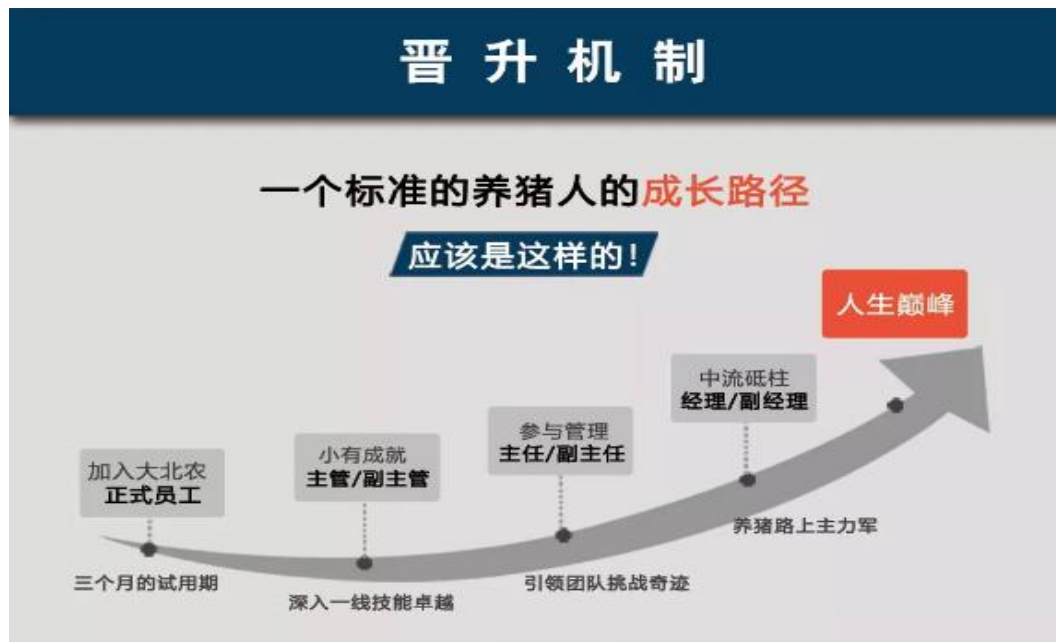 晋升机制
一个标准的养猪人的成长路径
应该是这样的!
人生巅峰
中流砥柱
经理/副经理
参与管理
主任/副主任
小有成就
主管/副主管
加入大北农
正式员工
养猪路上主力军
三个月的试用期
引领团队挑战奇迹
深入一线技能卓越